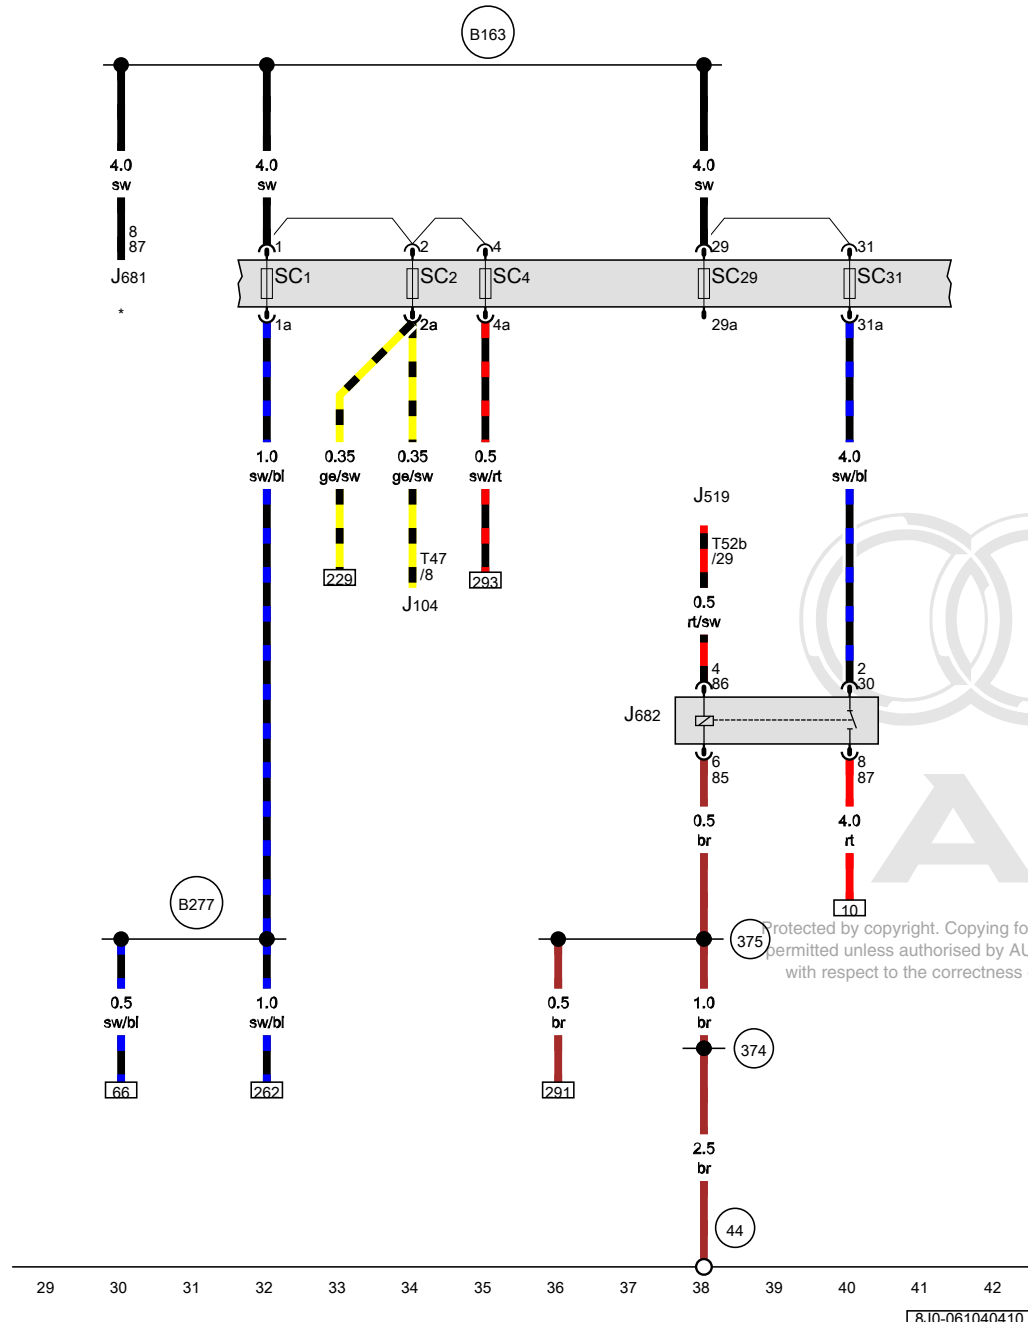 B163
4.0
sw
4.0
sw
4.0
sw
8
87
J681
*
1
2
4
29
31
SC1
SC2
SC4
SC29
SC31
1a
2a
4a
29a
31a
1.0
sw/bl
0.35
ge/sw
0.35
ge/sw
0.5
sw/rt
4.0
sw/bl
J519
T52b
/29
T47
/8
229
J104
293
0.5
rt/sw
4
86
2
30
J682
6
85
8
87
0.5
br
4.0
rt
B277
10
375
Protected by copyright. Copying fo
permitted unless authorised by AU
with respect to the correctness
0.5
sw/bl
1.0
sw/bl
0.5
br
1.0
br
374
66
262
291
2.5
br
44
29 30 31 32 33 34 35 36 37 38 39 40 41 42
8J0-061040410